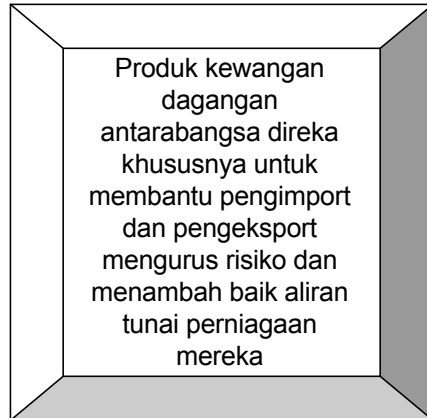 Produk kewangan
dagangan
antarabangsa direka
khususnya untuk
membantu pengimport
dan pengeksport
mengurus risiko dan
menambah baik aliran
tunai perniagaan
mereka